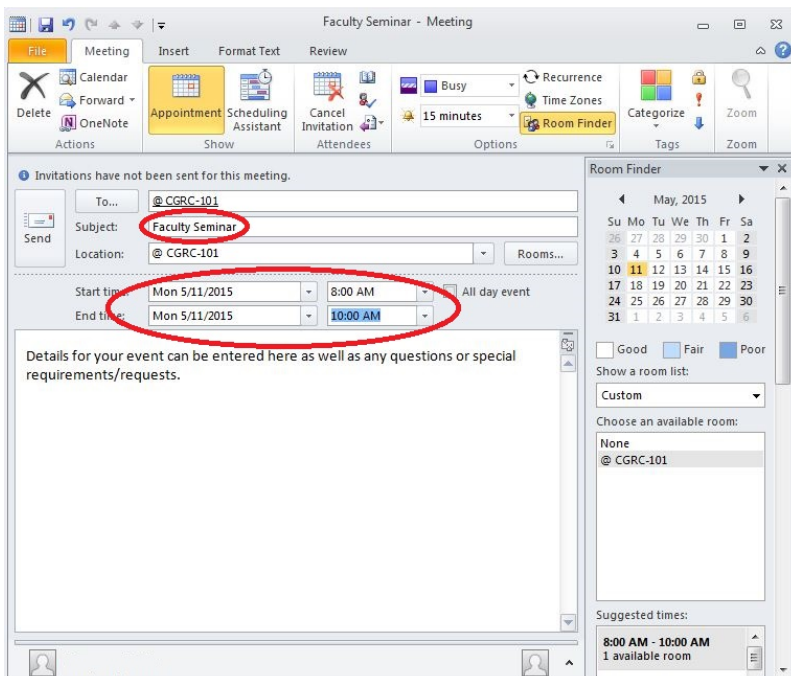 Faculty Seminar - Meeting
File Meeting Insert Format Text Review
Delete
Calendar
Forward
OneNote
Actions
Appointment
Scheduling
Assistant
Show
Cancel
Invitation
Attendees
Busy
15 minutes
Recurrence
Time Zones
Room Finder
Options
Categorize
Tags
Zoom
Zoom
Invitations have not been sent for this meeting.
Send
To... @ CGRC-101
Subject: Faculty Seminar
Location: @ CGRC-101 Rooms...
Start time: Mon 5/11/2015 8:00 AM All day event
End time: Mon 5/11/2015 10:00 AM
Details for your event can be entered here as well as any questions or special
requirements/requests.
Room Finder
May, 2015
Su Mo Tu We Th Fr Sa
26 27 28 29 30 1 2
3 4 5 6 7 8 9
10 11 12 13 14 15 16
17 18 19 20 21 22 23
24 25 26 27 28 29 30
31 1 2 3 4 5 6
Good Fair Poor
Show a room list:
Custom
Choose an available room:
None
@ CGRC-101
Suggested times:
8:00 AM - 10:00 AM
1 available room